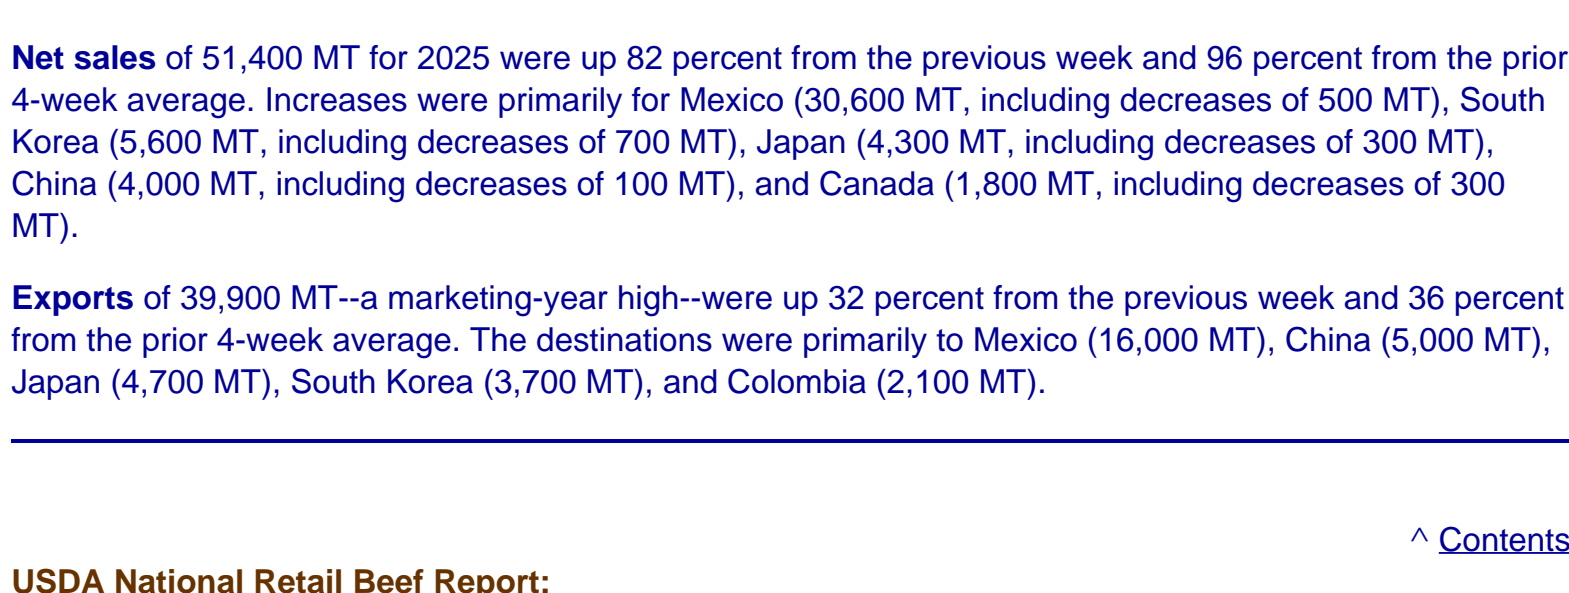 Net sales of 51,400 MT for 2025 were up 82 percent from the previous week and 96 percent from the prior
4-week average. Increases were primarily for Mexico (30,600 MT, including decreases of 500 MT), South
Korea (5,600 MT, including decreases of 700 MT), Japan (4,300 MT, including decreases of 300 MT),
China (4,000 MT, including decreases of 100 MT), and Canada (1,800 MT, including decreases of 300
MT).
Exports of 39,900 MT--a marketing-year high--were up 32 percent from the previous week and 36 percent
from the prior 4-week average. The destinations were primarily to Mexico (16,000 MT), China (5,000 MT),
Japan (4,700 MT), South Korea (3,700 MT), and Colombia (2,100 MT).
^ Contents
USDA National Retail Beef Report: